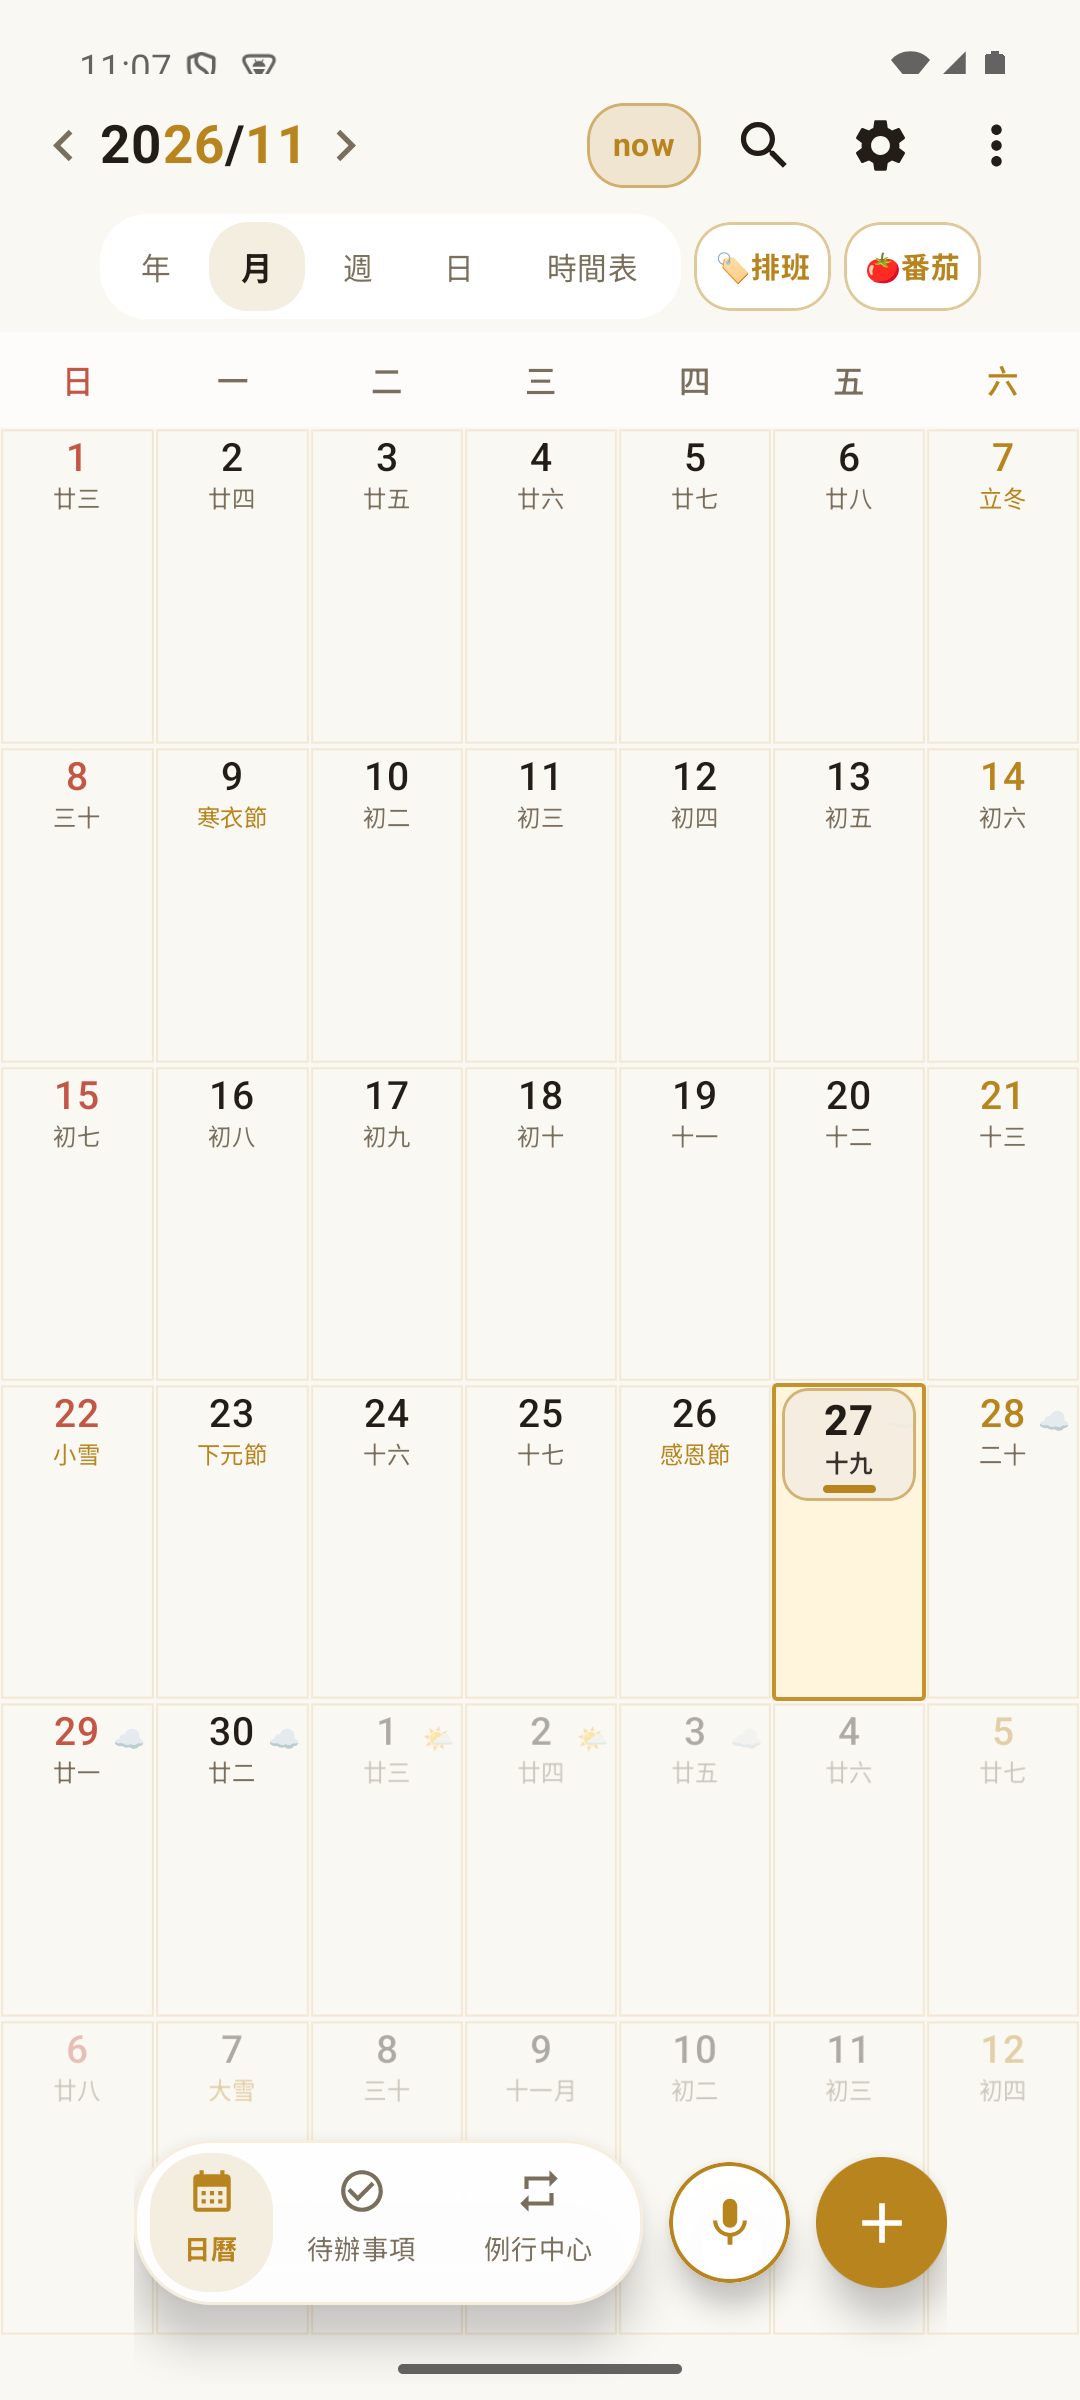 11:07
2026/11
now
年 月 週 日 時間表 排班 番茄
日 一 二 三 四 五 六
1 2 3 4 5 6 7
廿三 廿四 廿五 廿六 廿七 廿八 立冬
8 9 10 11 12 13 14
三十 寒衣節 初二 初三 初四 初五 初六
15 16 17 18 19 20 21
初七 初八 初九 初十 十一 十二 十三
22 23 24 25 26 27 28
小雪 下元節 十六 十七 感恩節 十九 二十
29 30 1 2 3 4 5
廿一 廿二 廿三 廿四 廿五 廿六 廿七
6 7 8 9 10 11 12
廿八 大雪 三十 十一月 初二 初三 初四
日曆 待辦事項 例行中心